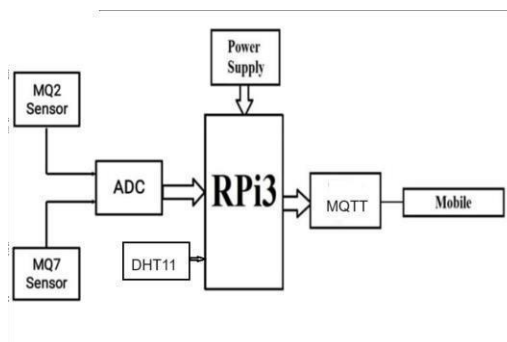 Power
Supply
MQ2
Sensor
ADC
RPi3
MQTT
Mobile
DHT11
MQ7
Sensor